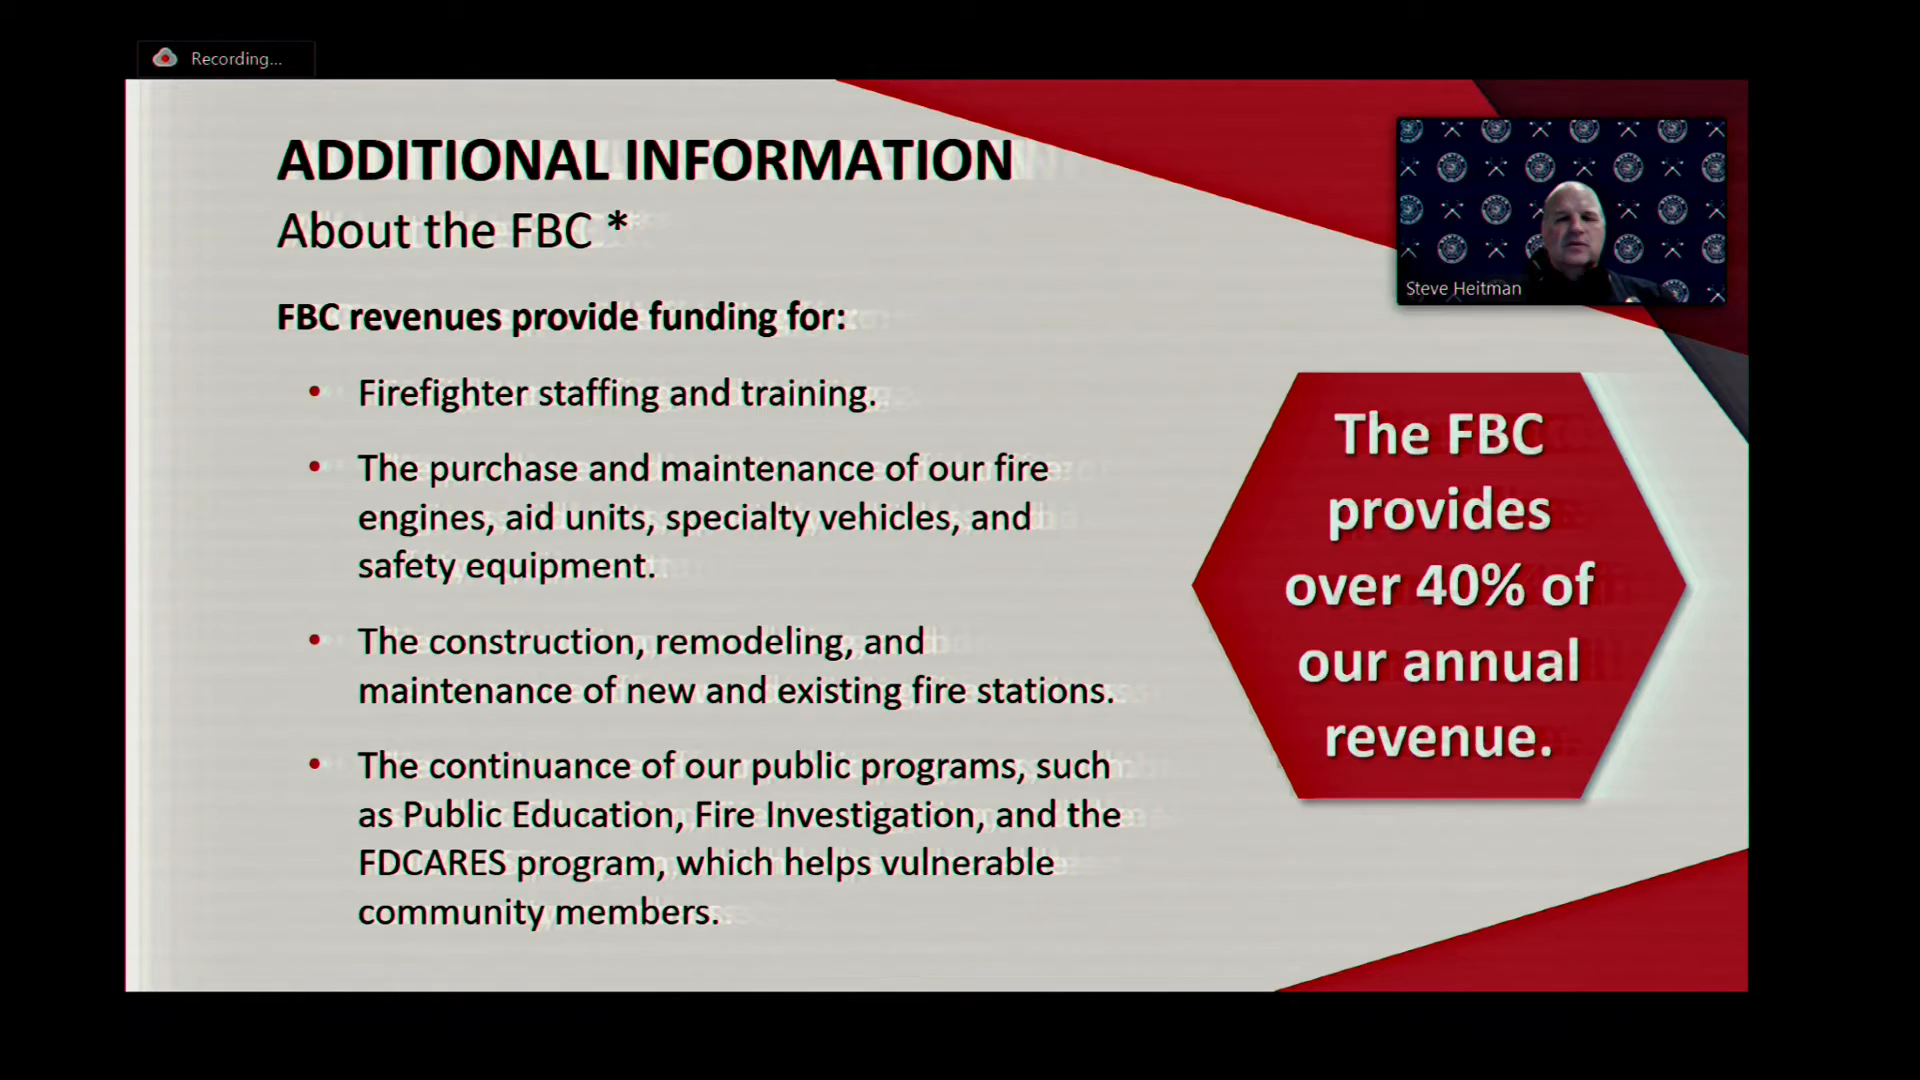 Recording...
ADDITIONAL INFORMATION
About the FBC *
FBC revenues provide funding for:
• Firefighter staffing and training.
• The purchase and maintenance of our fire
engines, aid units, specialty vehicles, and
safety equipment.
• The construction, remodeling, and
maintenance of new and existing fire stations.
• The continuance of our public programs, such
as Public Education, Fire Investigation, and the
FDCARES program, which helps vulnerable
community members.
Steve Heitman
The FBC
provides
over 40% of
our annual
revenue.